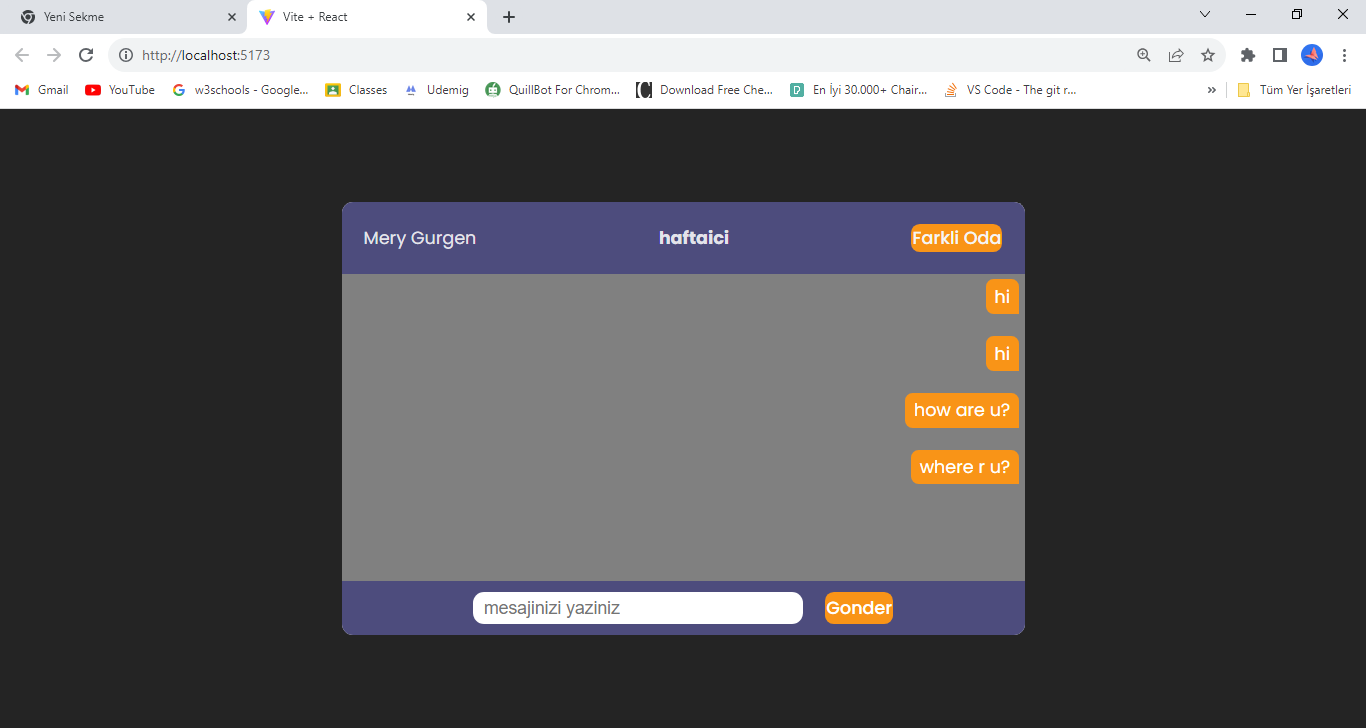 Yeni Sekme
Vite + React
http://localhost:5173
Gmail
YouTube
w3schools - Google...
Classes
Udemig
QuillBot For Chrom...
Download Free Che...
En İyi 30.000+ Chair...
VS Code - The git r...
»
Tüm Yer İşaretleri
Mery Gurgen
haftaici
Farkli Oda
hi
hi
how are u?
where r u?
mesajinizi yaziniz
Gonder